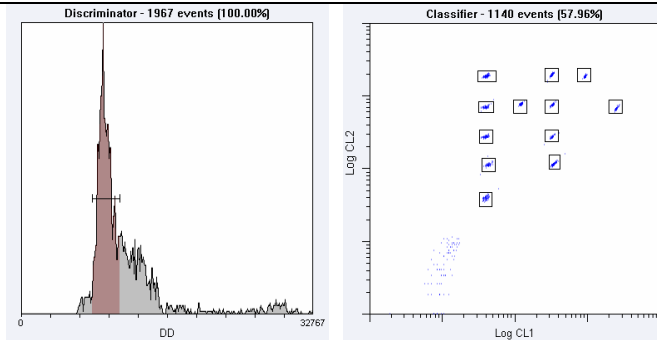 Discriminator - 1967 events (100.00%)
0
32767
DD
Classifier - 1140 events (57.96%)
Log CL2
Log CL1